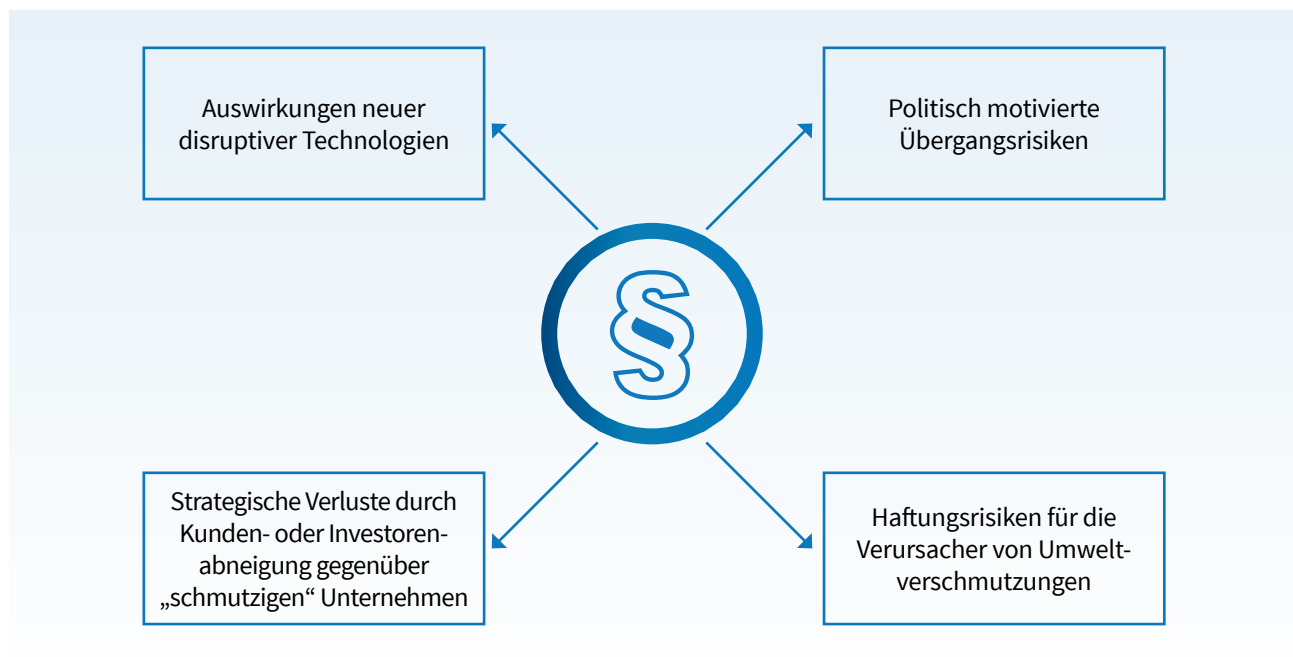 Auswirkungen neuer
disruptiver Technologien
Politisch motivierte
Übergangsrisiken
§
Strategische Verluste durch
Kunden- oder Investoren-
abneigung gegenüber
„schmutzigen“ Unternehmen
Haftungsrisiken für die
Verursacher von Umwelt-
verschmutzungen